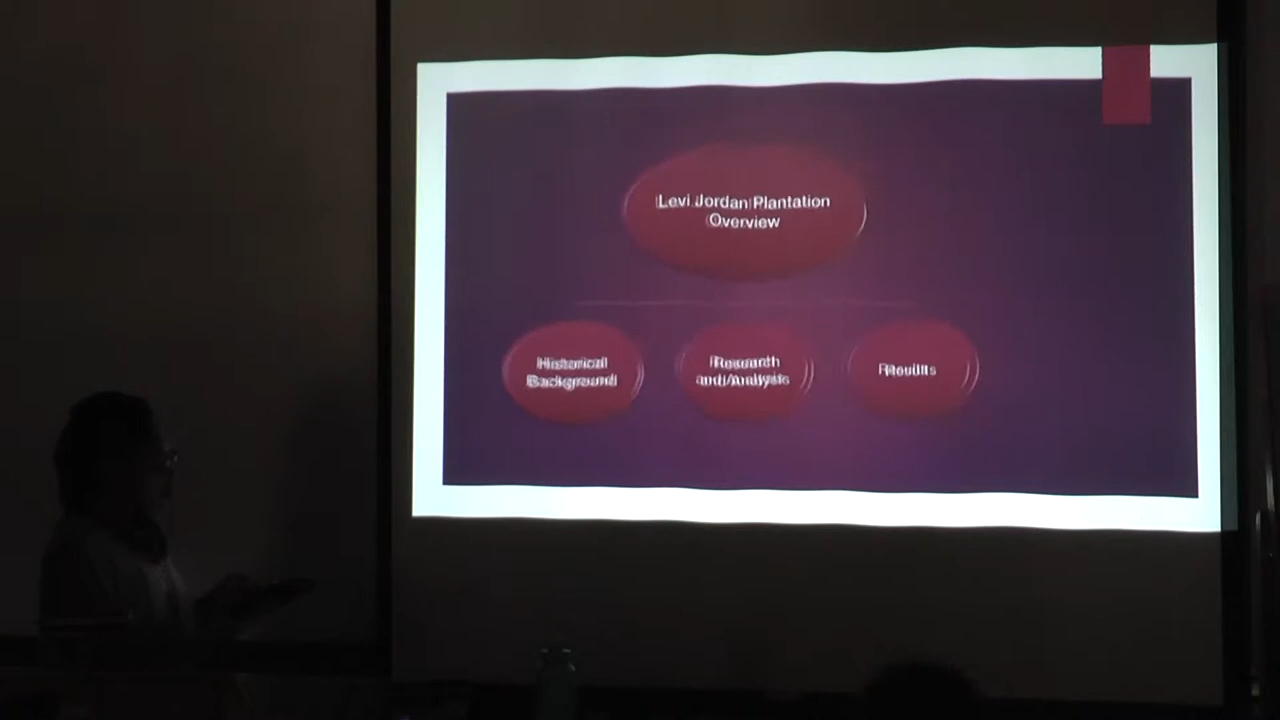 Levi Jordan Plantation
Overview
Historical
Background
Research
and Analysis
Results